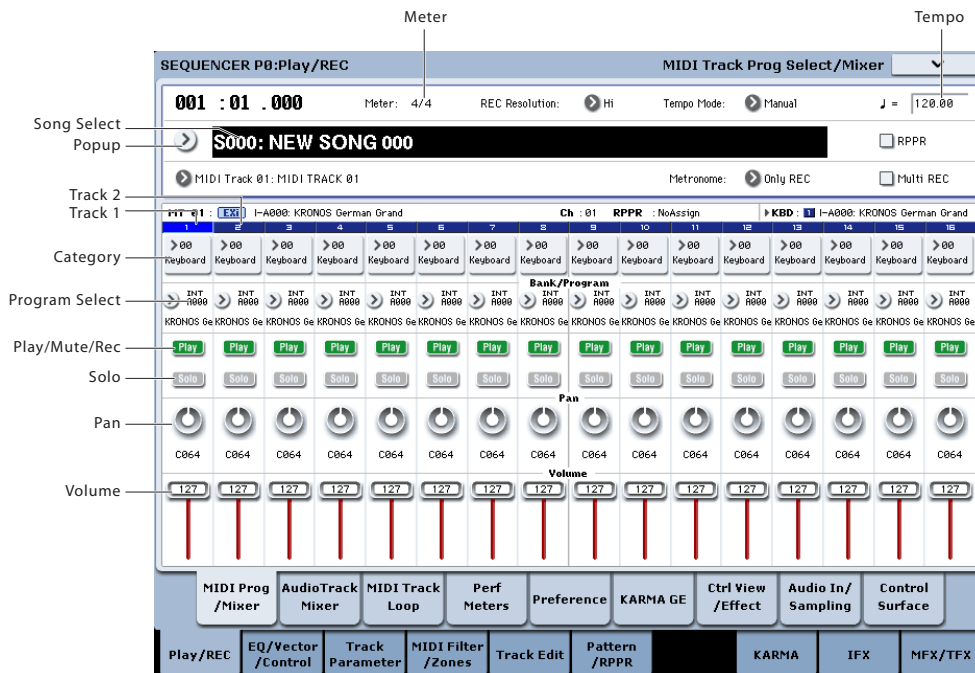 Meter Tempo
SEQUENCER P0:Play/REC MIDI Track Prog Select/Mixer
001 :01 .000 Meter: 4/4 REC Resolution: Hi Tempo Mode: Manual ♩ = 120.00
Song Select
Popup
S000: NEW SONG 000 RPPR
MIDI Track 01: MIDI TRACK 01 Metronome: Only REC Multi REC
Track 2
Track 1
MT 01 : EXi I-A000: KRONOS German Grand Ch :01 RPPR :NoAssign KBD : 1 I-A000: KRONOS German Grand
1 2 3 4 5 6 7 8 9 10 11 12 13 14 15 16
Category
00 00 00 00 00 00 00 00 00 00 00 00 00 00 00 00
Keyboard Keyboard Keyboard Keyboard Keyboard Keyboard Keyboard Keyboard Keyboard Keyboard Keyboard Keyboard Keyboard Keyboard Keyboard Keyboard
Bank/Program
Program Select
INT INT INT INT INT INT INT INT INT INT INT INT INT INT INT INT
A000 A000 A000 A000 A000 A000 A000 A000 A000 A000 A000 A000 A000 A000 A000 A000
KRONOS Ge KRONOS Ge KRONOS Ge KRONOS Ge KRONOS Ge KRONOS Ge KRONOS Ge KRONOS Ge KRONOS Ge KRONOS Ge KRONOS Ge KRONOS Ge KRONOS Ge KRONOS Ge KRONOS Ge KRONOS Ge
Play/Mute/Rec Play Play Play Play Play Play Play Play Play Play Play Play Play Play Play Play
Solo Solo Solo Solo Solo Solo Solo Solo Solo Solo Solo Solo Solo Solo Solo Solo Solo
Pan
Pan
C064 C064 C064 C064 C064 C064 C064 C064 C064 C064 C064 C064 C064 C064 C064 C064
Volume
Volume 127 127 127 127 127 127 127 127 127 127 127 127 127 127 127 127
MIDI Prog /Mixer
AudioTrack Mixer
MIDI Track Loop
Perf Meters
Preference
KARMA GE
Ctrl View /Effect
Audio In/ Sampling
Control Surface
Play/REC
EQ/Vector /Control
Track Parameter
MIDI Filter /Zones
Track Edit
Pattern /RPPR
KARMA
IFX
MFX/TFX